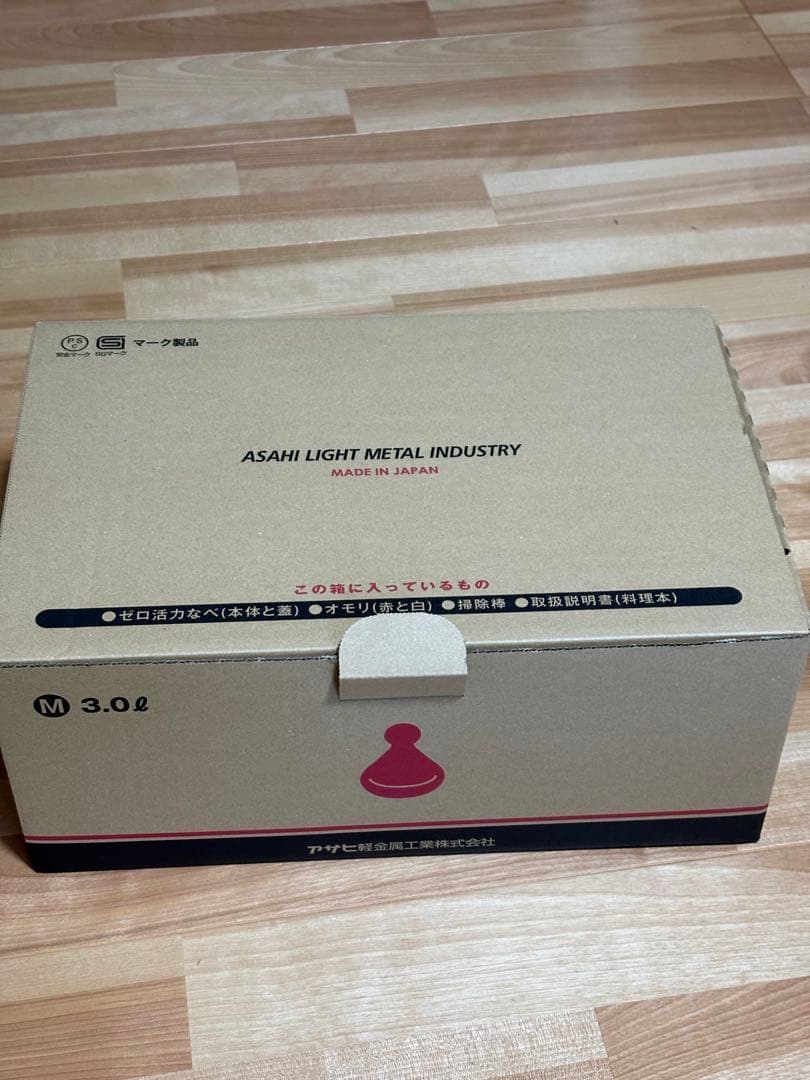 PS
C
S
安全マーク SGマーク
マーク製品
ASAHI LIGHT METAL INDUSTRY
MADE IN JAPAN
この箱に入っているもの
●ゼロ活力なべ(本体と蓋) ●オモリ(赤と白) ●掃除棒 ●取扱説明書(料理本)
M 3.0ℓ
アサヒ軽金属工業株式会社